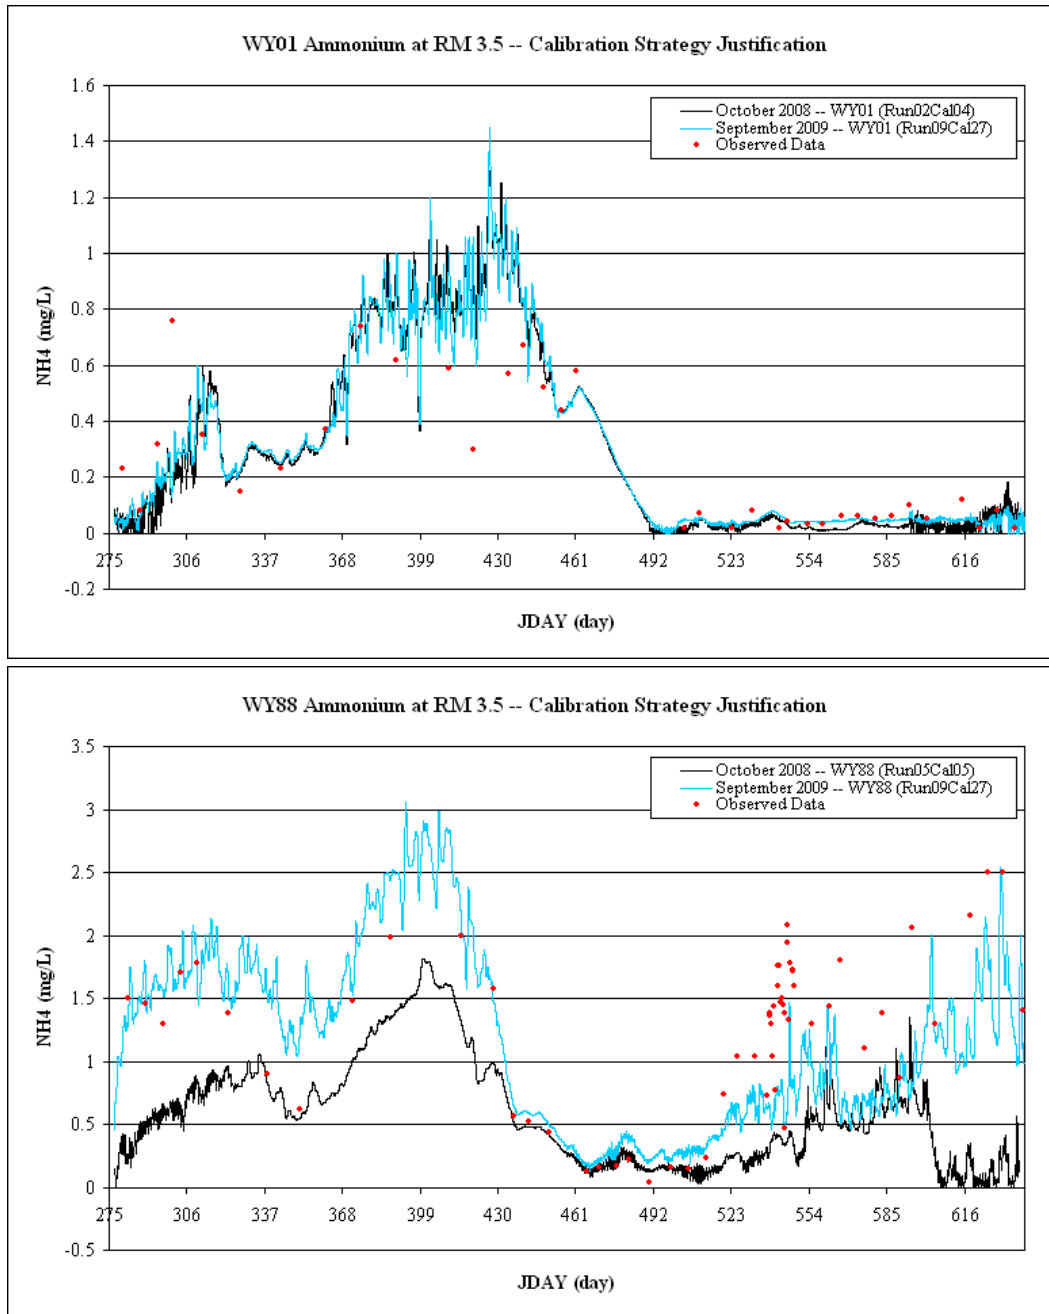 WY01 Ammonium at RM 3.5 -- Calibration Strategy Justification
October 2008 -- WY01 (Run02Cal04)
September 2009 -- WY01 (Run09Cal27)
Observed Data
NH4 (mg/L)
1.6
1.4
1.2
1
0.8
0.6
0.4
0.2
0
-0.2
275 306 337 368 399 430 461 492 523 554 585 616
JDAY (day)
WY88 Ammonium at RM 3.5 -- Calibration Strategy Justification
October 2008 -- WY88 (Run05Cal05)
September 2009 -- WY88 (Run09Cal27)
Observed Data
NH4 (mg/L)
3.5
3
2.5
2
1.5
1
0.5
0
-0.5
275 306 337 368 399 430 461 492 523 554 585 616
JDAY (day)